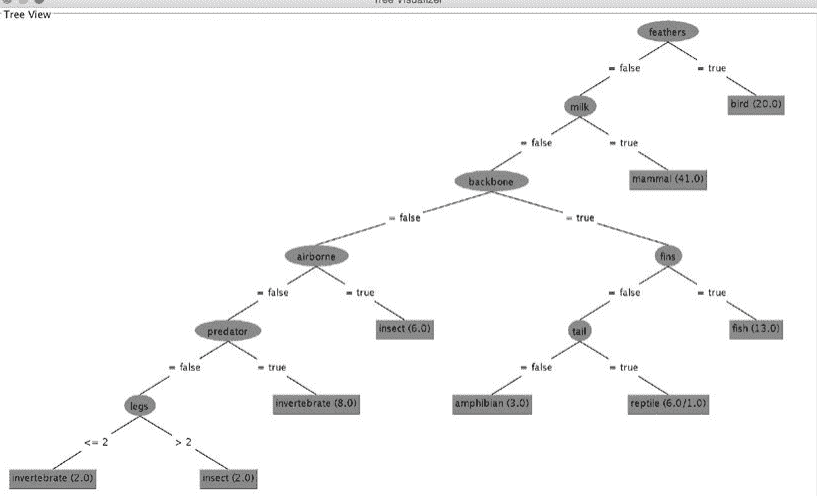 Tree Visualizer
Tree View
feathers
= false
= true
milk
bird (20.0)
= false
= true
backbone
mammal (41.0)
= false
= true
airborne
fins
= false
= true
= false
= true
predator
insect (6.0)
tail
fish (13.0)
= false
= true
= false
= true
legs
invertebrate (8.0)
amphibian (3.0)
reptile (6.0/1.0)
<= 2
> 2
invertebrate (2.0)
insect (2.0)